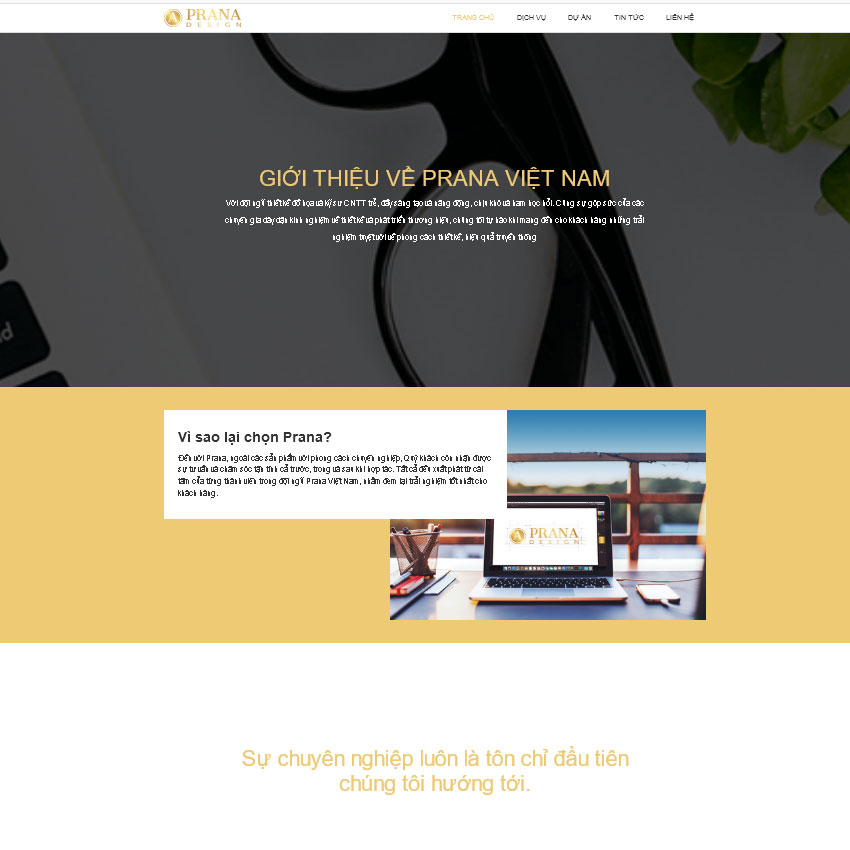 PRANA
DESIGN
TRANG CHỦ DỊCH VỤ DỰ ÁN TIN TỨC LIÊN HỆ
GIỚI THIỆU VỀ PRANA VIỆT NAM
Với đội ngũ thiết kế đồ họa và kỹ sư CNTT trẻ, đầy sáng tạo và năng động, chịu khó và ham học hỏi. Cùng sự góp sức của các
chuyên gia dày dạn kinh nghiệm về thiết kế và phát triển thương hiệu, chúng tôi tự hào khi mang đến cho khách hàng những trải
nghiệm tuyệt vời về phong cách thiết kế, hiệu quả truyền thông
Vì sao lại chọn Prana?
Đến với Prana, ngoài các sản phẩm với phong cách chuyên nghiệp, Quý khách còn nhận được
sự tư vấn và chăm sóc tận tình cả trước, trong và sau khi hợp tác. Tất cả đều xuất phát từ cái
tâm của từng thành viên trong đội ngũ Prana Việt Nam, nhằm đem lại trải nghiệm tốt nhất cho
khách hàng.
PRANA
DESIGN
Sự chuyên nghiệp luôn là tôn chỉ đầu tiên
chúng tôi hướng tới.